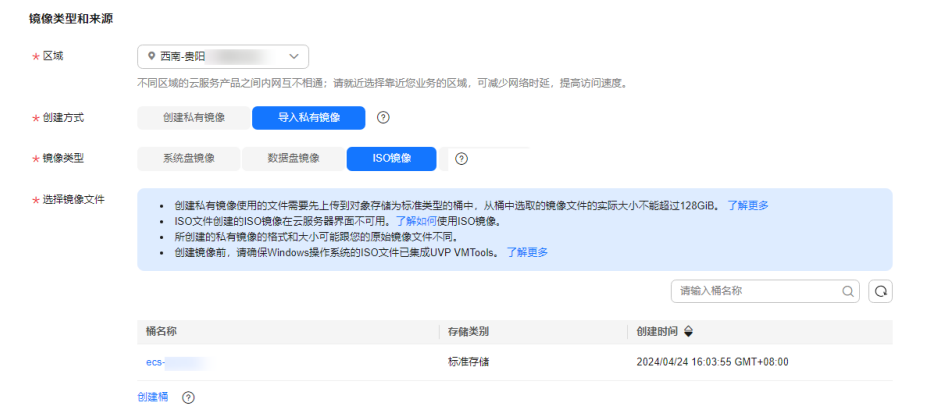 镜像类型和来源
★ 区域 西南-贵阳
不同区域的云服务产品之间内网互不相通；请就近选择靠近您业务的区域，可减少网络时延，提高访问速度。
★ 创建方式 创建私有镜像 导入私有镜像 ?
★ 镜像类型 系统盘镜像 数据盘镜像 ISO镜像 ?
★ 选择镜像文件
• 创建私有镜像使用的文件需要先上传到对象存储为标准类型的桶中，从桶中选取的镜像文件的实际大小不能超过128GiB。 了解更多
• ISO文件创建的ISO镜像在云服务器界面不可用。了解如何使用ISO镜像。
• 所创建的私有镜像的格式和大小可能跟您的原始镜像文件不同。
• 创建镜像前，请确保Windows操作系统的ISO文件已集成UVP VMTools。 了解更多
请输入桶名称
桶名称 存储类别 创建时间
ecs- 标准存储 2024/04/24 16:03:55 GMT+08:00
创建桶 ?